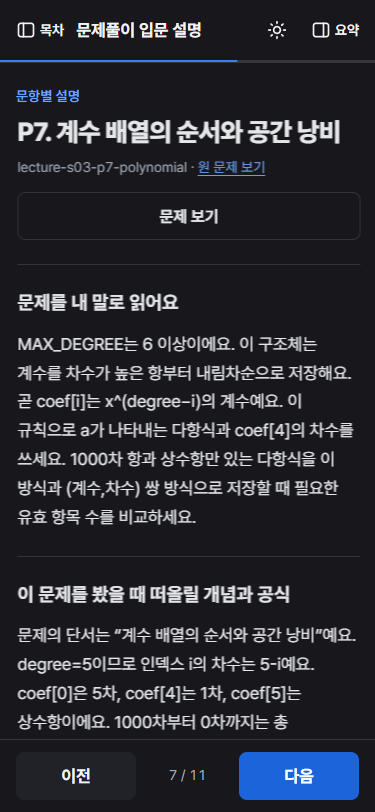 목차 문제풀이 입문 설명 요약
문항별 설명
P7. 계수 배열의 순서와 공간 낭비
lecture-s03-p7-polynomial · 원 문제 보기
문제 보기
문제를 내 말로 읽어요
MAX_DEGREE는 6 이상이에요. 이 구조체는
계수를 차수가 높은 항부터 내림차순으로 저장해요.
곧 coef[i]는 x^(degree−i)의 계수예요. 이
규칙으로 a가 나타내는 다항식과 coef[4]의 차수를
쓰세요. 1000차 항과 상수항만 있는 다항식을 이
방식과 (계수,차수) 쌍 방식으로 저장할 때 필요한
유효 항목 수를 비교하세요.
이 문제를 봤을 때 떠올릴 개념과 공식
문제의 단서는 “계수 배열의 순서와 공간 낭비”예요.
degree=5이므로 인덱스 i의 차수는 5-i예요.
coef[0]은 5차, coef[4]는 1차, coef[5]는
상수항이에요. 1000차부터 0차까지는 총
이전 7 / 11 다음